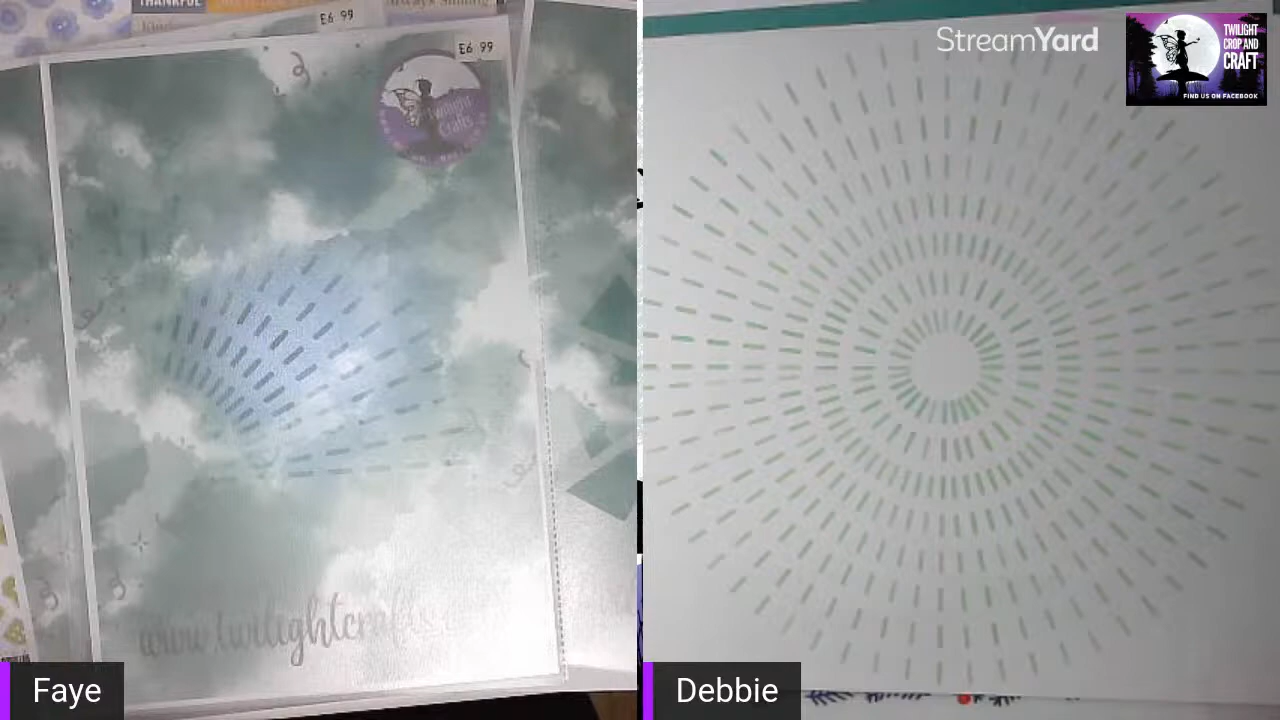 THANKFUL
£6 99
£6 99
Twilight
Crafts
www.twilightcrafts
StreamYard
TWILIGHT
CROP AND
CRAFT
FIND US ON FACEBOOK
Faye
Debbie